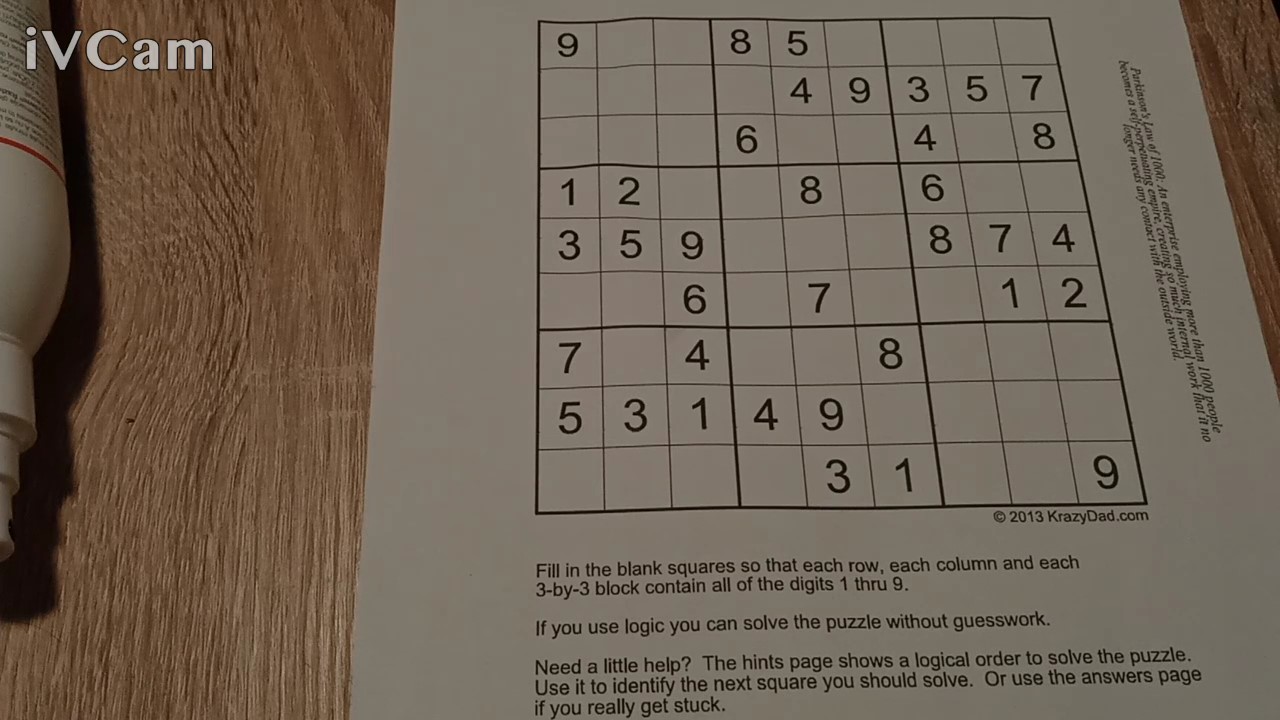 iVCam
9 8 5
4 9 3 5 7
6 4 8
1 2 8 6
3 5 9 8 7 4
6 7 1 2
7 4 8
5 3 1 4 9
3 1 9
© 2013 KrazyDad.com
Parkinson's Law of 1000: An enterprise employing more than 1000 people
becomes a self-perpetuating empire, creating so much internal work that it no
longer needs any contact with the outside world.
Fill in the blank squares so that each row, each column and each
3-by-3 block contain all of the digits 1 thru 9.
If you use logic you can solve the puzzle without guesswork.
Need a little help? The hints page shows a logical order to solve the puzzle.
Use it to identify the next square you should solve. Or use the answers page
if you really get stuck.